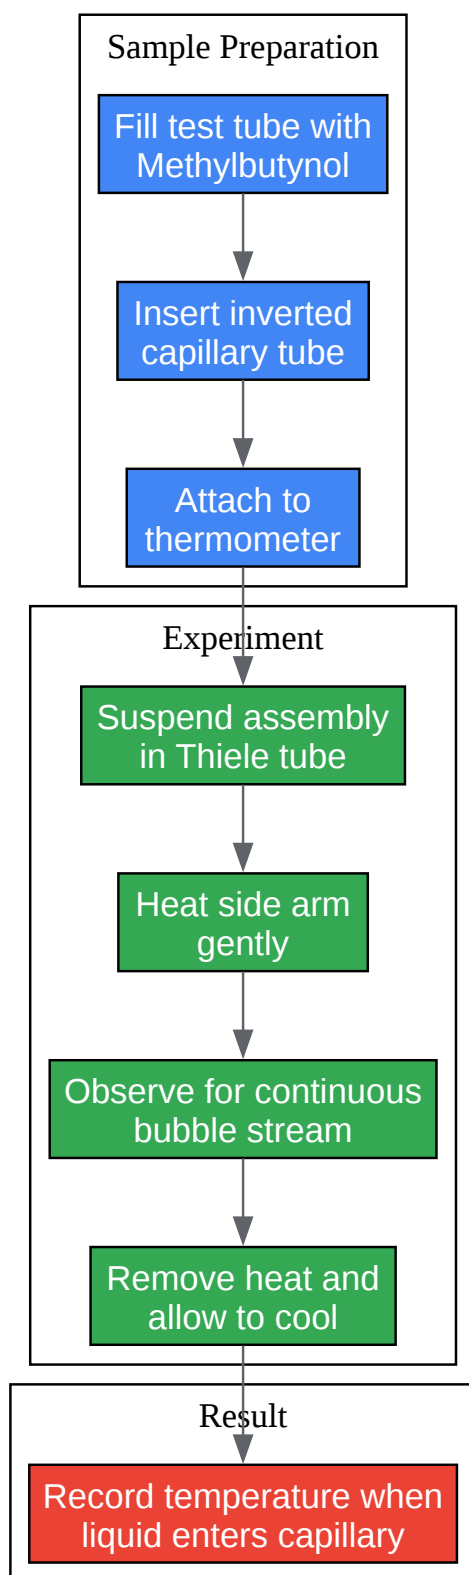 Sample Preparation
Fill test tube with
Methylbutynol
Insert inverted
capillary tube
Attach to
thermometer
Experiment
Suspend assembly
in Thiele tube
Heat side arm
gently
Observe for continuous
bubble stream
Remove heat and
allow to cool
Result
Record temperature when
liquid enters capillary